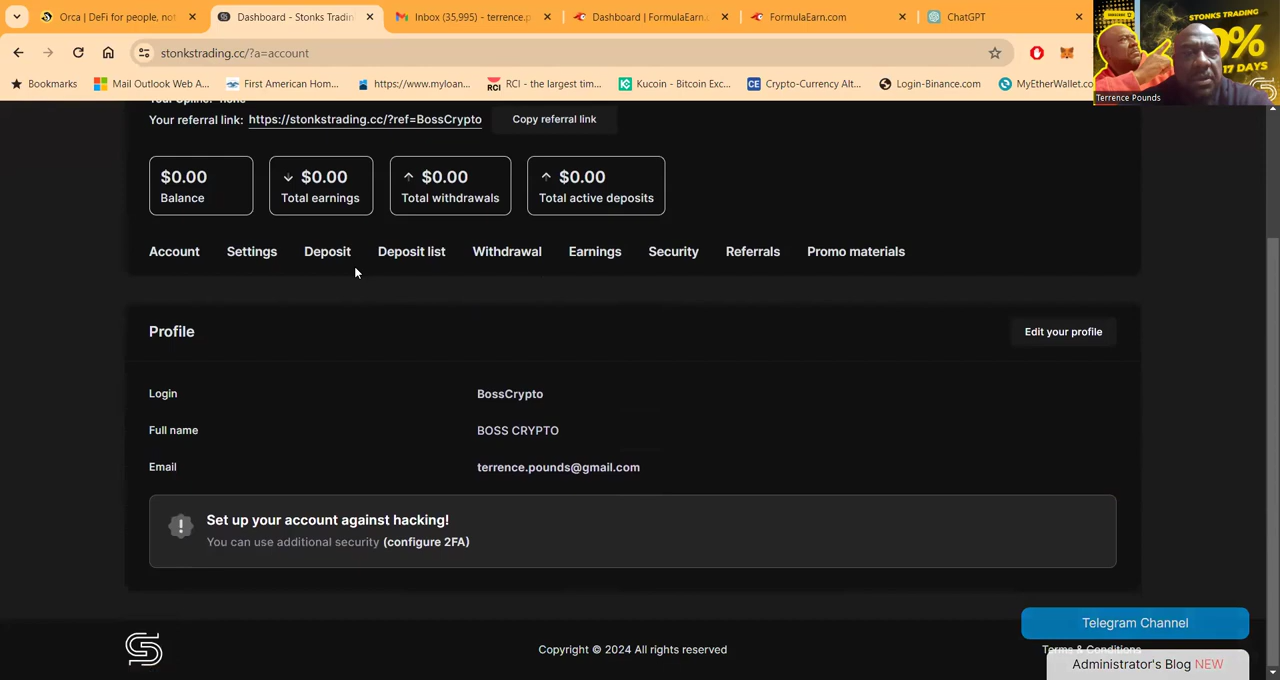 Orca | DeFi for people, not
Dashboard - Stonks Tradin
Inbox (35,995) - terrence.p
Dashboard | FormulaEarn.
FormulaEarn.com
ChatGPT
stonkstrading.cc/?a=account
Bookmarks
Mail Outlook Web A...
First American Hom...
https://www.myloan...
RCI - the largest tim...
Kucoin - Bitcoin Exc...
Crypto-Currency Alt...
Login-Binance.com
MyEtherWallet.co
STONKS TRADING
17 DAYS
Terrence Pounds
Your Upline: none
Your referral link: https://stonkstrading.cc/?ref=BossCrypto
Copy referral link
$0.00
Balance
$0.00
Total earnings
$0.00
Total withdrawals
$0.00
Total active deposits
Account
Settings
Deposit
Deposit list
Withdrawal
Earnings
Security
Referrals
Promo materials
Profile
Edit your profile
Login
BossCrypto
Full name
BOSS CRYPTO
Email
terrence.pounds@gmail.com
Set up your account against hacking!
You can use additional security (configure 2FA)
Telegram Channel
Copyright © 2024 All rights reserved
Terms & Conditions
Administrator's Blog NEW